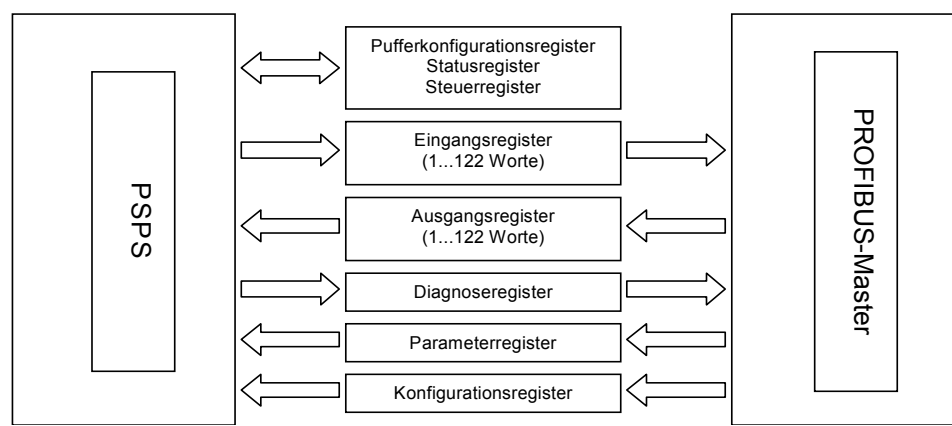 PSPS
Pufferkonfigurationsregister
Statusregister
Steuerregister
Eingangsregister
(1...122 Worte)
Ausgangsregister
(1...122 Worte)
Diagnoseregister
Parameterregister
Konfigurationsregister
PROFIBUS-Master